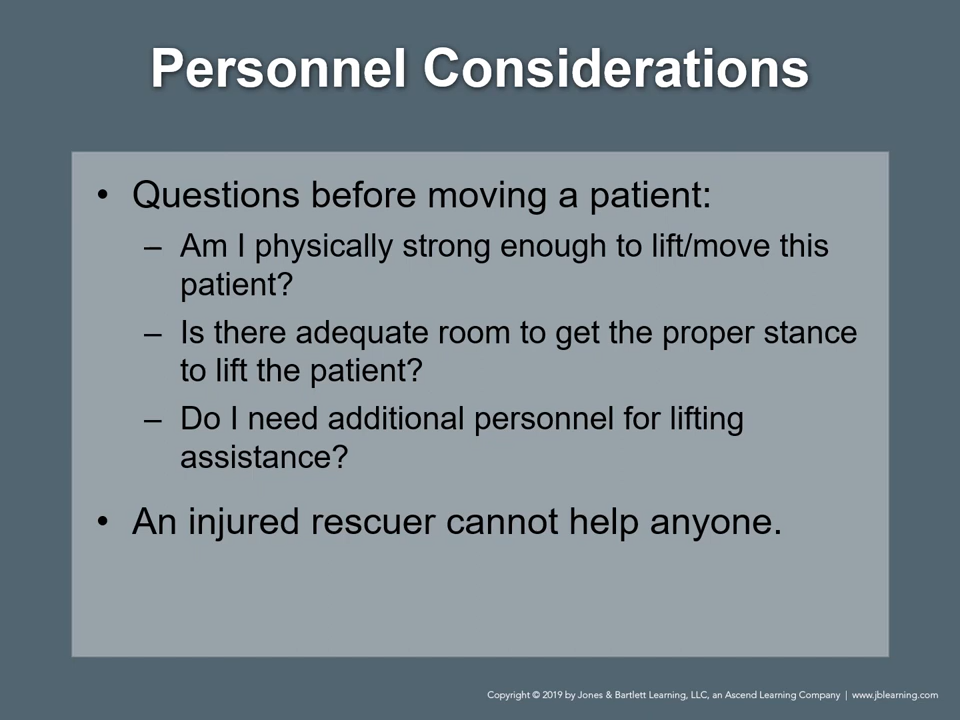 Personnel Considerations
• Questions before moving a patient:
– Am I physically strong enough to lift/move this
patient?
– Is there adequate room to get the proper stance
to lift the patient?
– Do I need additional personnel for lifting
assistance?
• An injured rescuer cannot help anyone.
Copyright © 2019 by Jones & Bartlett Learning, LLC, an Ascend Learning Company | www.jblearning.com